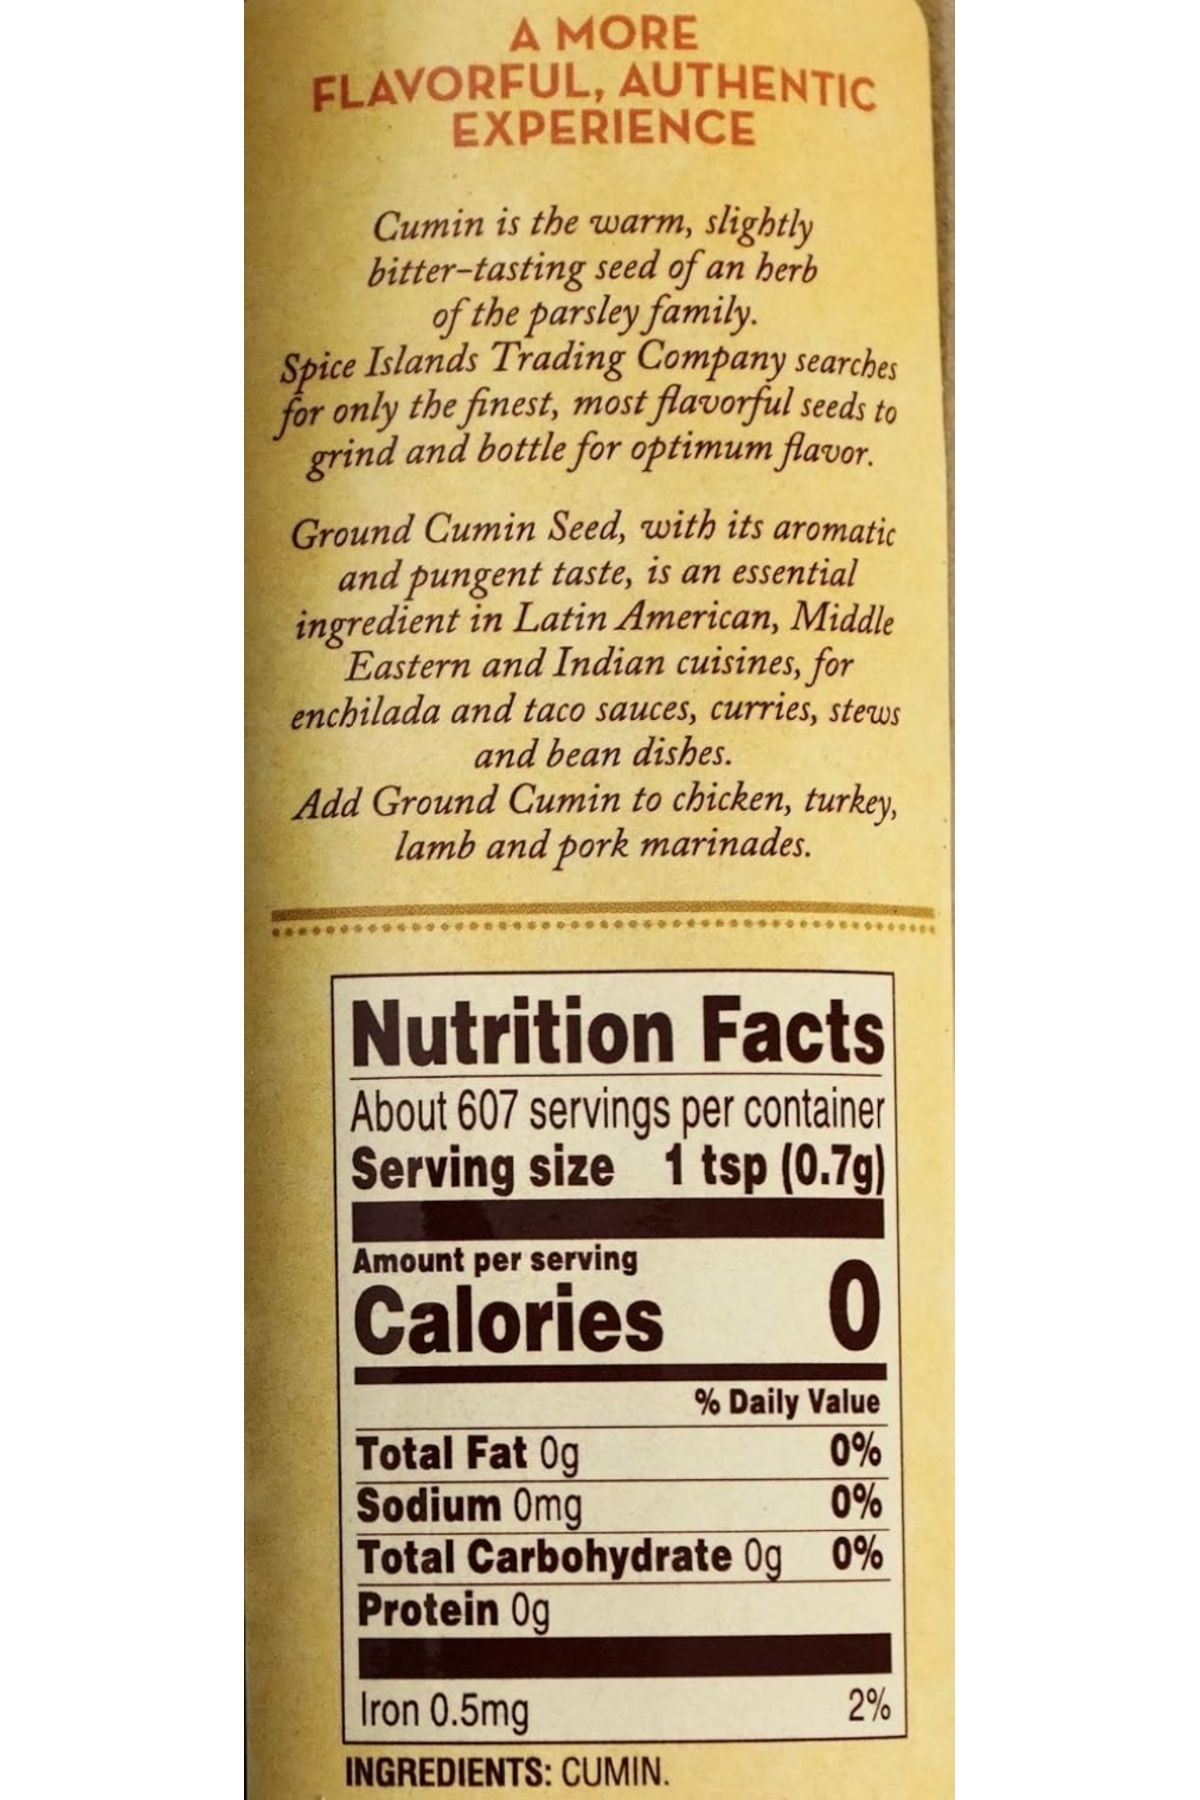 A MORE
FLAVORFUL, AUTHENTIC
EXPERIENCE
Cumin is the warm, slightly
bitter-tasting seed of an herb
of the parsley family.
Spice Islands Trading Company searches
for only the finest, most flavorful seeds to
grind and bottle for optimum flavor.
Ground Cumin Seed, with its aromatic
and pungent taste, is an essential
ingredient in Latin American, Middle
Eastern and Indian cuisines, for
enchilada and taco sauces, curries, stews
and bean dishes.
Add Ground Cumin to chicken, turkey,
lamb and pork marinades.
Nutrition Facts
About 607 servings per container
Serving size 1 tsp (0.7g)
Amount per serving
Calories 0
% Daily Value
Total Fat 0g 0%
Sodium 0mg 0%
Total Carbohydrate 0g 0%
Protein 0g
Iron 0.5mg 2%
INGREDIENTS: CUMIN.